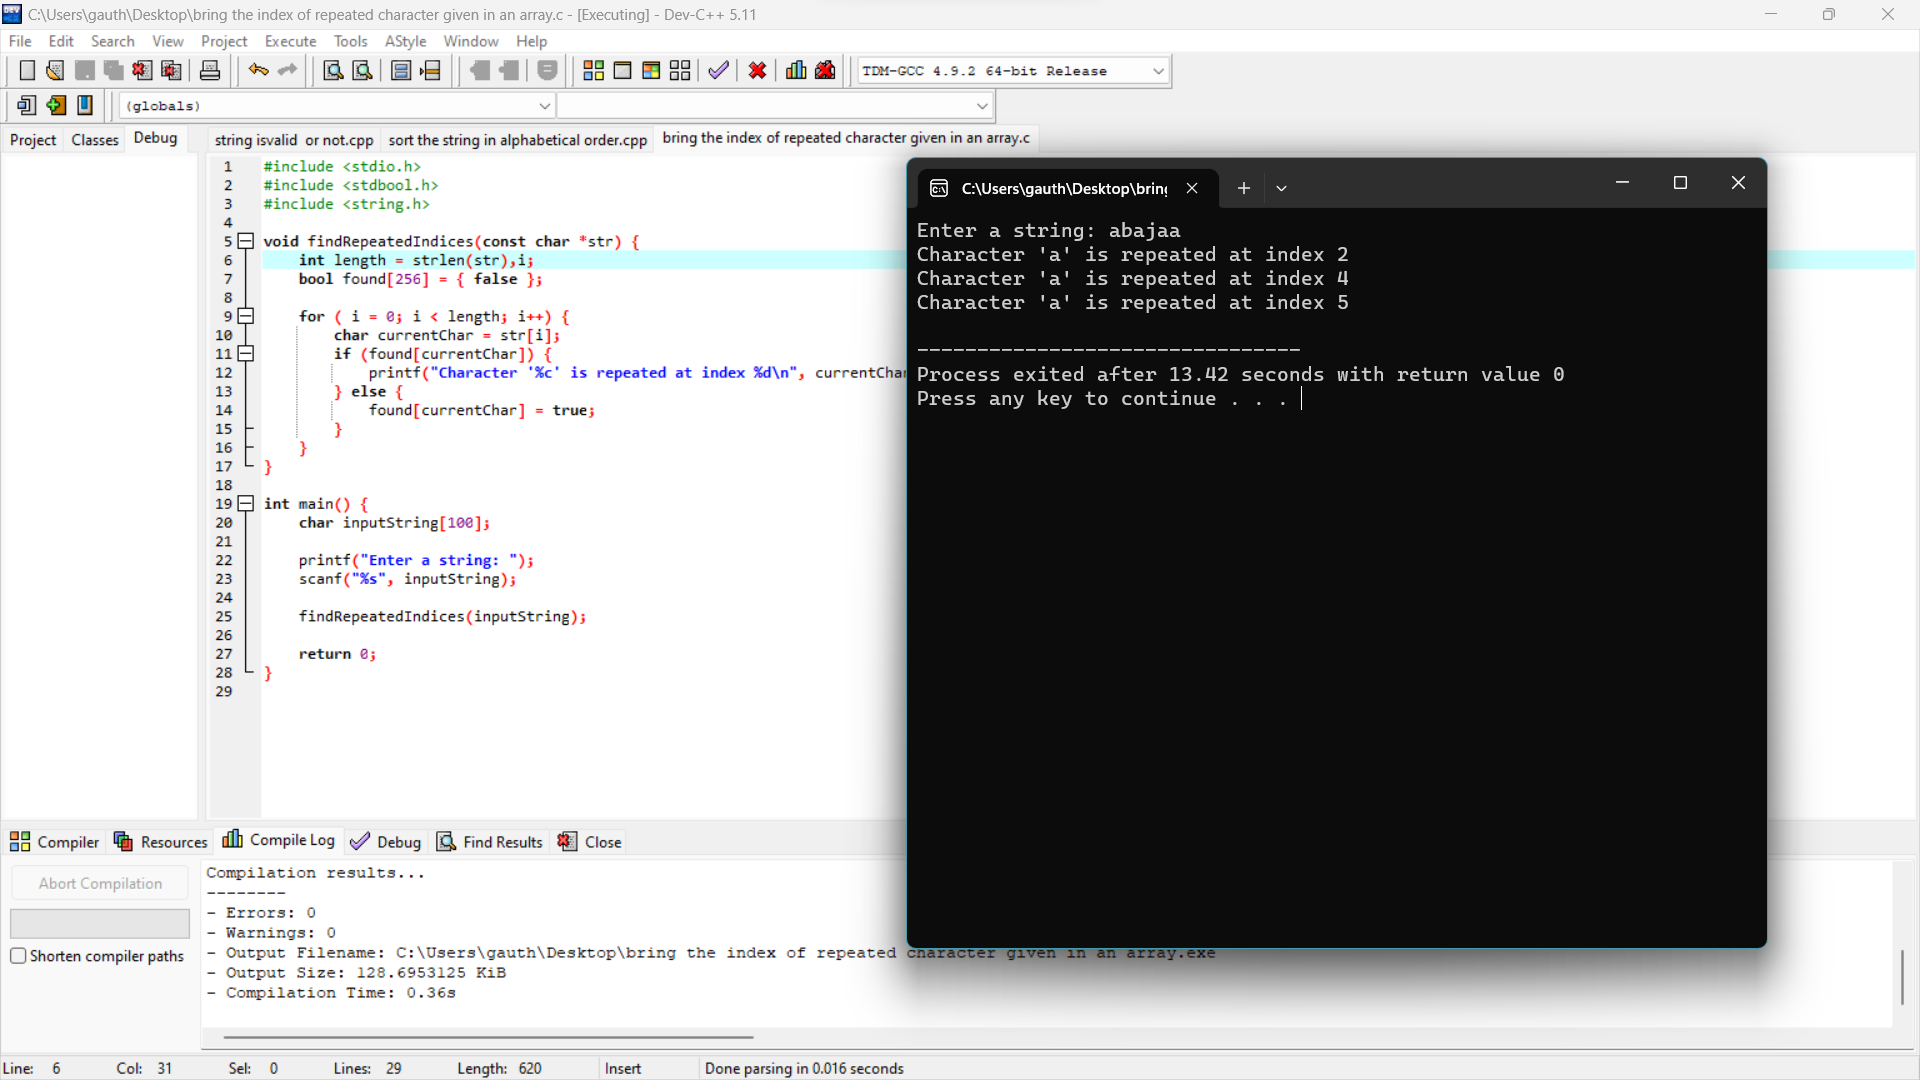 C:\Users\gauth\Desktop\bring the index of repeated character given in an array.c - [Executing] - Dev-C++ 5.11
File Edit Search View Project Execute Tools AStyle Window Help
TDM-GCC 4.9.2 64-bit Release
(globals)
Project Classes Debug
string isvalid or not.cpp sort the string in alphabetical order.cpp bring the index of repeated character given in an array.c
1 #include <stdio.h>
2 #include <stdbool.h>
3 #include <string.h>
4
5 void findRepeatedIndices(const char *str) {
6 int length = strlen(str),i;
7 bool found[256] = { false };
8
9 for ( i = 0; i < length; i++) {
10 char currentChar = str[i];
11 if (found[currentChar]) {
12 printf("Character '%c' is repeated at index %d\n", currentChar
13 } else {
14 found[currentChar] = true;
15 }
16 }
17 }
18
19 int main() {
20 char inputString[100];
21
22 printf("Enter a string: ");
23 scanf("%s", inputString);
24
25 findRepeatedIndices(inputString);
26
27 return 0;
28 }
29
C:\Users\gauth\Desktop\bring
Enter a string: abajaa
Character 'a' is repeated at index 2
Character 'a' is repeated at index 4
Character 'a' is repeated at index 5
--------------------------------
Process exited after 13.42 seconds with return value 0
Press any key to continue . . .
Compiler Resources Compile Log Debug Find Results Close
Abort Compilation
Shorten compiler paths
Compilation results...
--------
- Errors: 0
- Warnings: 0
- Output Filename: C:\Users\gauth\Desktop\bring the index of repeated character given in an array.exe
- Output Size: 128.6953125 KiB
- Compilation Time: 0.36s
Line: 6 Col: 31 Sel: 0 Lines: 29 Length: 620 Insert Done parsing in 0.016 seconds